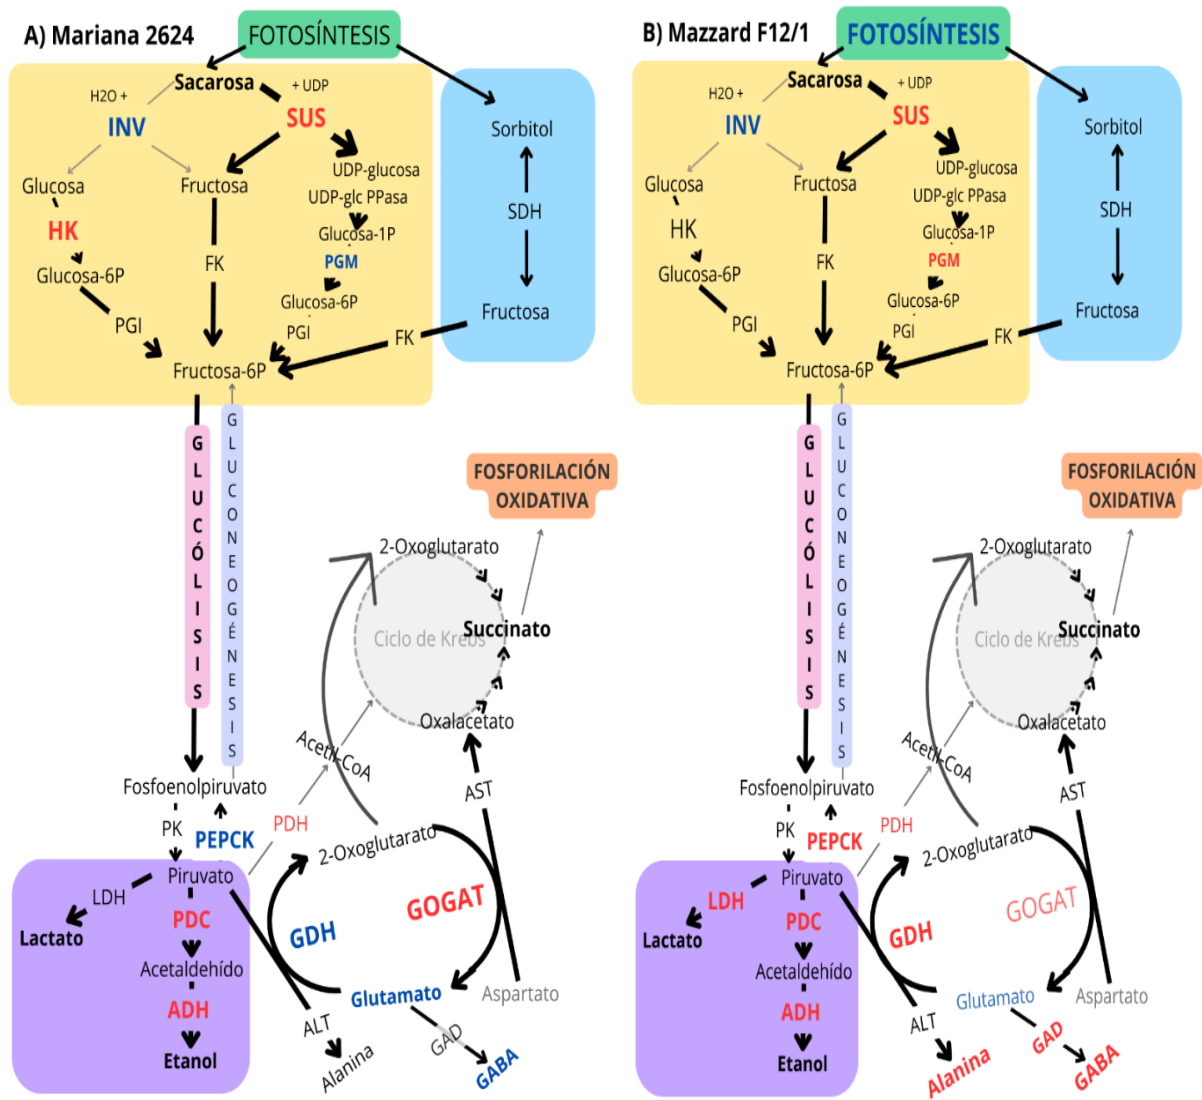 A) Mariana 2624
FOTOSÍNTESIS
Sacarosa
H2O +
+ UDP
INV
SUS
Sorbitol
UDP-glucosa
Glucosa
Fructosa
UDP-glc PPasa
SDH
HK
Glucosa-1P
FK
PGM
Glucosa-6P
Glucosa-6P
Fructosa
PGI
PGI
FK
Fructosa-6P
GLUCÓLISIS
GLUCONEOGÉNESIS
FOSFORILACIÓN
OXIDATIVA
2-Oxoglutarato
Ciclo de Krebs
Succinato
Oxalacetato
Acetil-CoA
Fosfoenolpiruvato
AST
PK
PEPCK
PDH
2-Oxoglutarato
Piruvato
LDH
PDC
GOGAT
GDH
Lactato
Acetaldehído
Glutamato
Aspartato
ADH
ALT
GAD
Etanol
Alanina
GABA
B) Mazzard F12/1
FOTOSÍNTESIS
Sacarosa
H2O +
+ UDP
INV
SUS
Sorbitol
UDP-glucosa
Glucosa
Fructosa
UDP-glc PPasa
SDH
HK
Glucosa-1P
FK
PGM
Glucosa-6P
Glucosa-6P
Fructosa
PGI
PGI
FK
Fructosa-6P
GLUCÓLISIS
GLUCONEOGÉNESIS
FOSFORILACIÓN
OXIDATIVA
2-Oxoglutarato
Ciclo de Krebs
Succinato
Oxalacetato
Acetil-CoA
Fosfoenolpiruvato
AST
PK
PEPCK
PDH
2-Oxoglutarato
Piruvato
LDH
PDC
GOGAT
GDH
Lactato
Acetaldehído
Glutamato
Aspartato
ADH
ALT
GAD
Etanol
Alanina
GABA